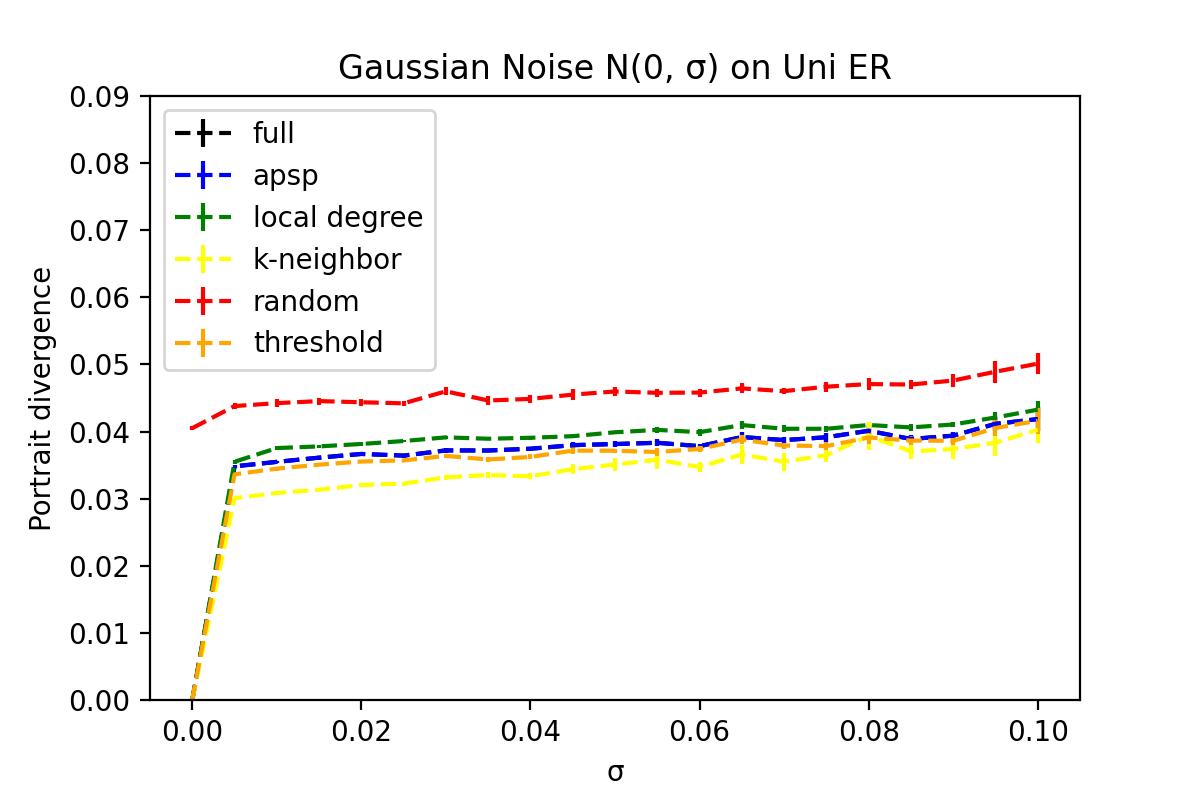 Gaussian Noise N(0, σ) on Uni ER
0.09
0.08
0.07
0.06
0.05
0.04
0.03
0.02
0.01
0.00
Portrait divergence
full
apsp
local degree
k-neighbor
random
threshold
0.00 0.02 0.04 0.06 0.08 0.10
σ